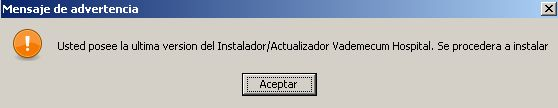 Mensaje de advertencia
Usted posee la ultima version del Instalador/Actualizador Vademecum Hospital. Se procedera a instalar
Aceptar